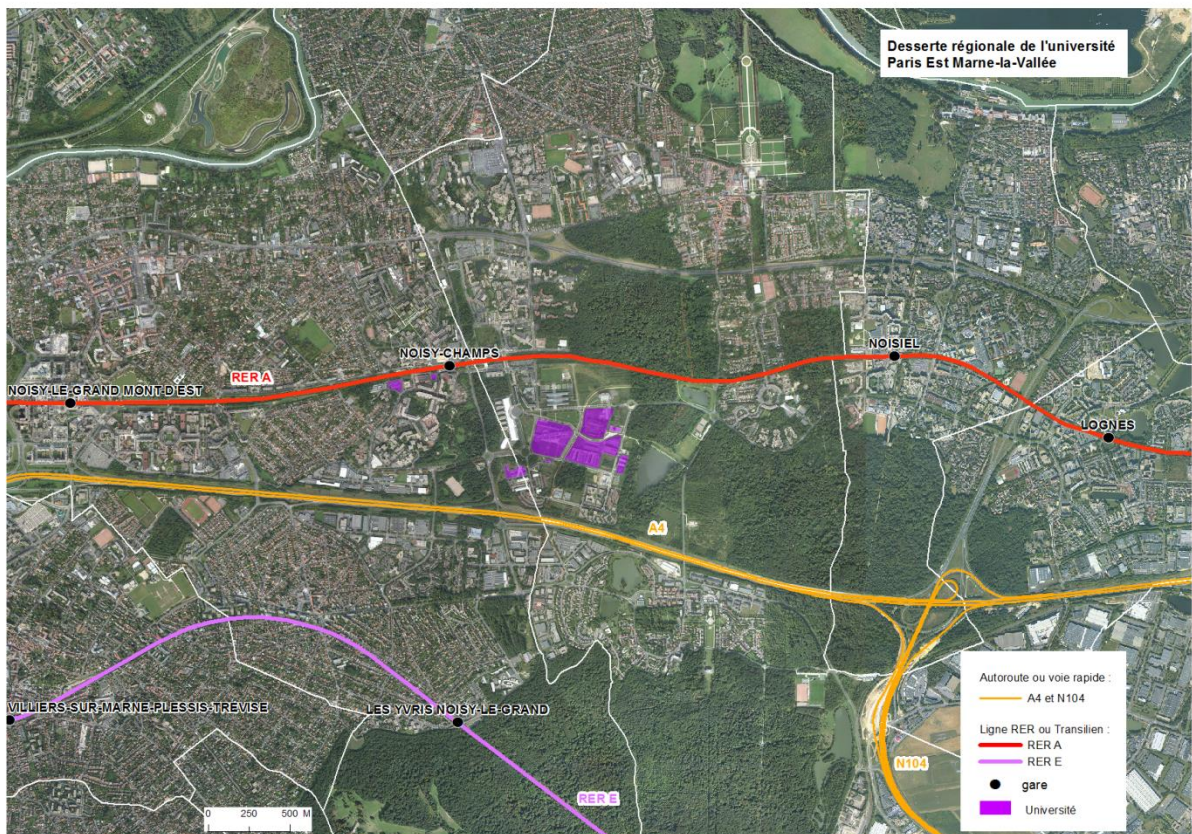 Desserte régionale de l'université
Paris Est Marne-la-Vallée
NOISY-CHAMPS
NOISIEL
RER A
NOISY-LE-GRAND MONT-D'EST
LOGNES
A4
VILLIERS-SUR-MARNE-PLESSIS-TREVISE
LES YVRIS NOISY-LE-GRAND
N104
RER E
0 250 500 M
Autoroute ou voie rapide :
A4 et N104
Ligne RER ou Transilien :
RER A
RER E
gare
Université